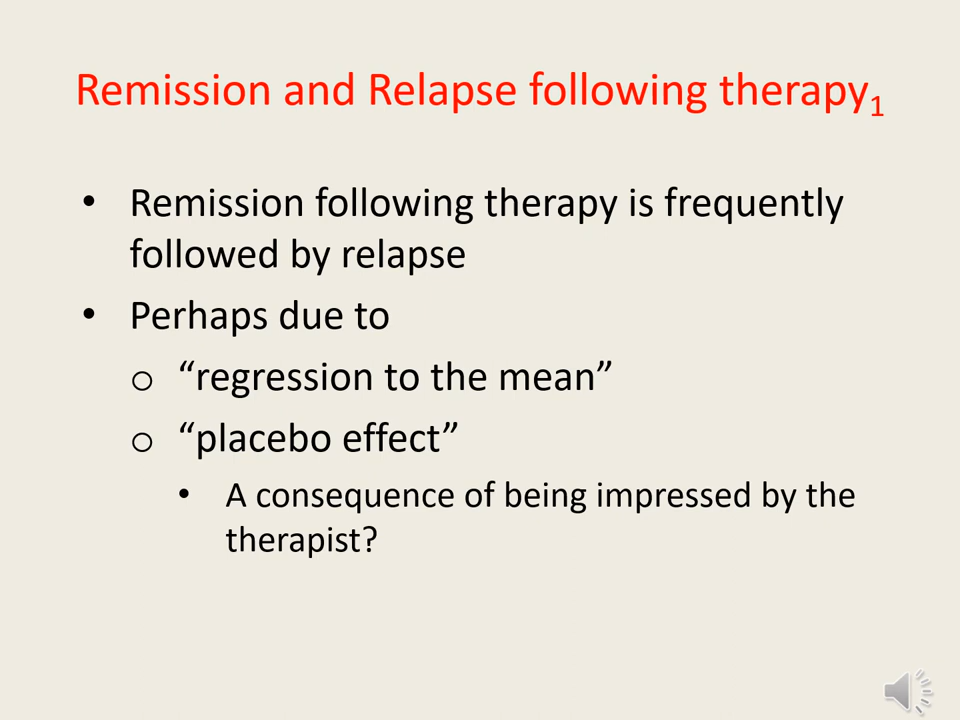 Remission and Relapse following therapy₁
• Remission following therapy is frequently
followed by relapse
• Perhaps due to
o “regression to the mean”
o “placebo effect”
• A consequence of being impressed by the
therapist?